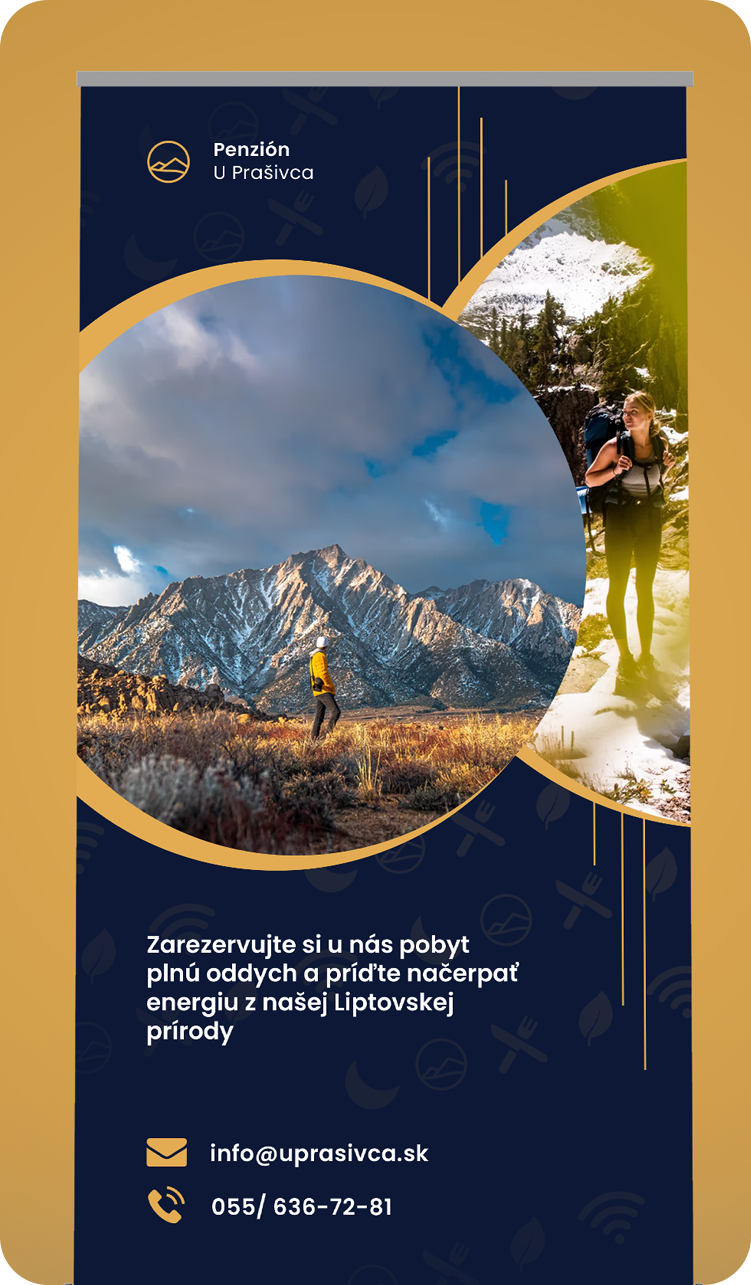 Penzión
U Prašivca
Zarezervujte si u nás pobyt
plnú oddych a príďte načerpať
energiu z našej Liptovskej
prírody
info@uprasivca.sk
055/ 636-72-81